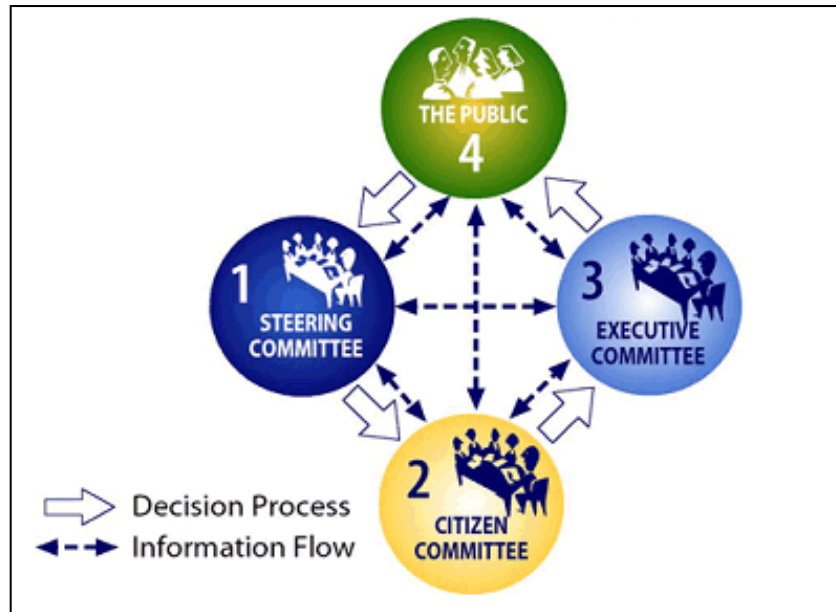 THE PUBLIC
4
1
STEERING
COMMITTEE
3
EXECUTIVE
COMMITTEE
2
CITIZEN
COMMITTEE
Decision Process
Information Flow